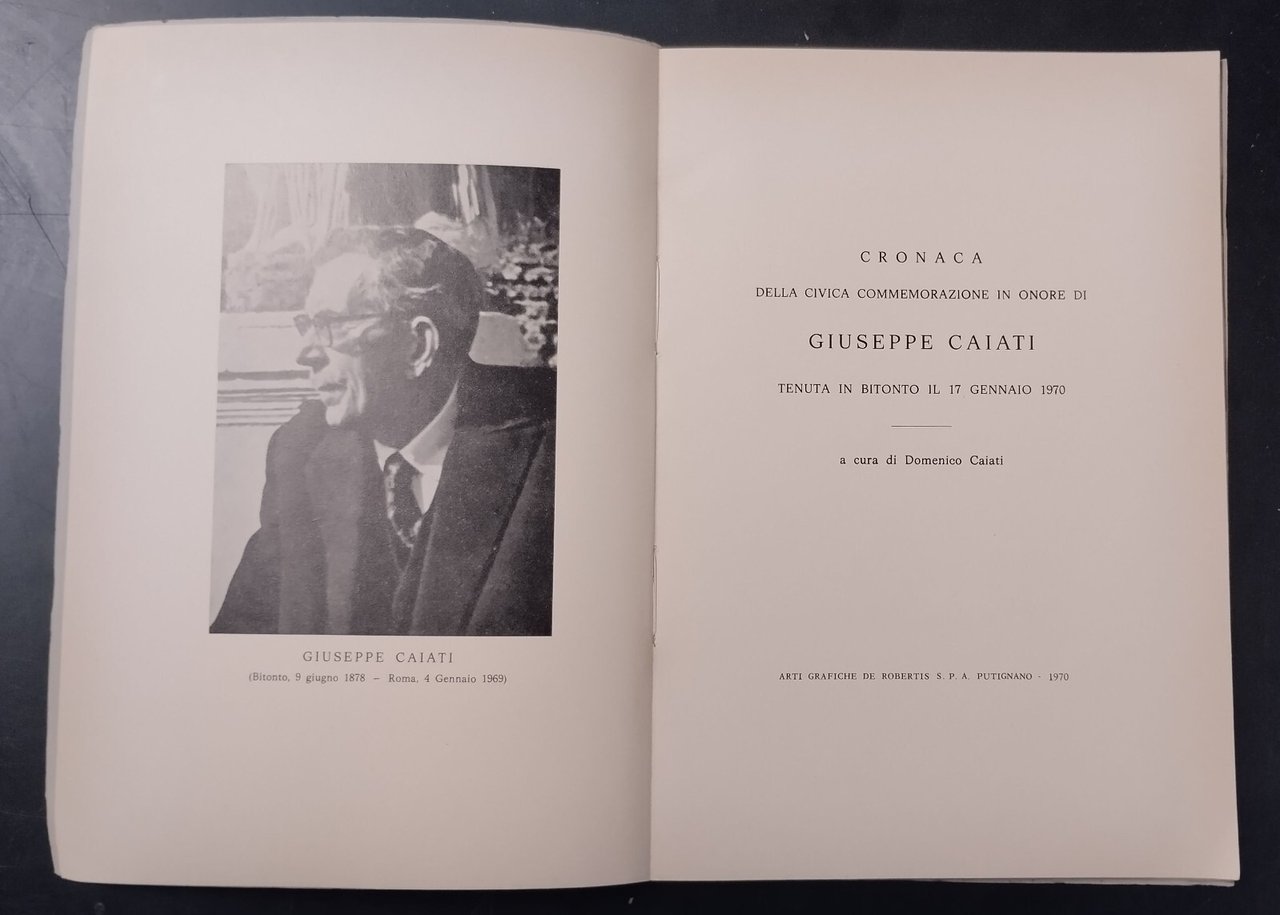 GIUSEPPE CAIATI
(Bitonto, 9 giugno 1878 – Roma, 4 Gennaio 1969)
CRONACA
DELLA CIVICA COMMEMORAZIONE IN ONORE DI
GIUSEPPE CAIATI
TENUTA IN BITONTO IL 17 GENNAIO 1970
a cura di Domenico Caiati
ARTI GRAFICHE DE ROBERTIS S. P. A. PUTIGNANO - 1970